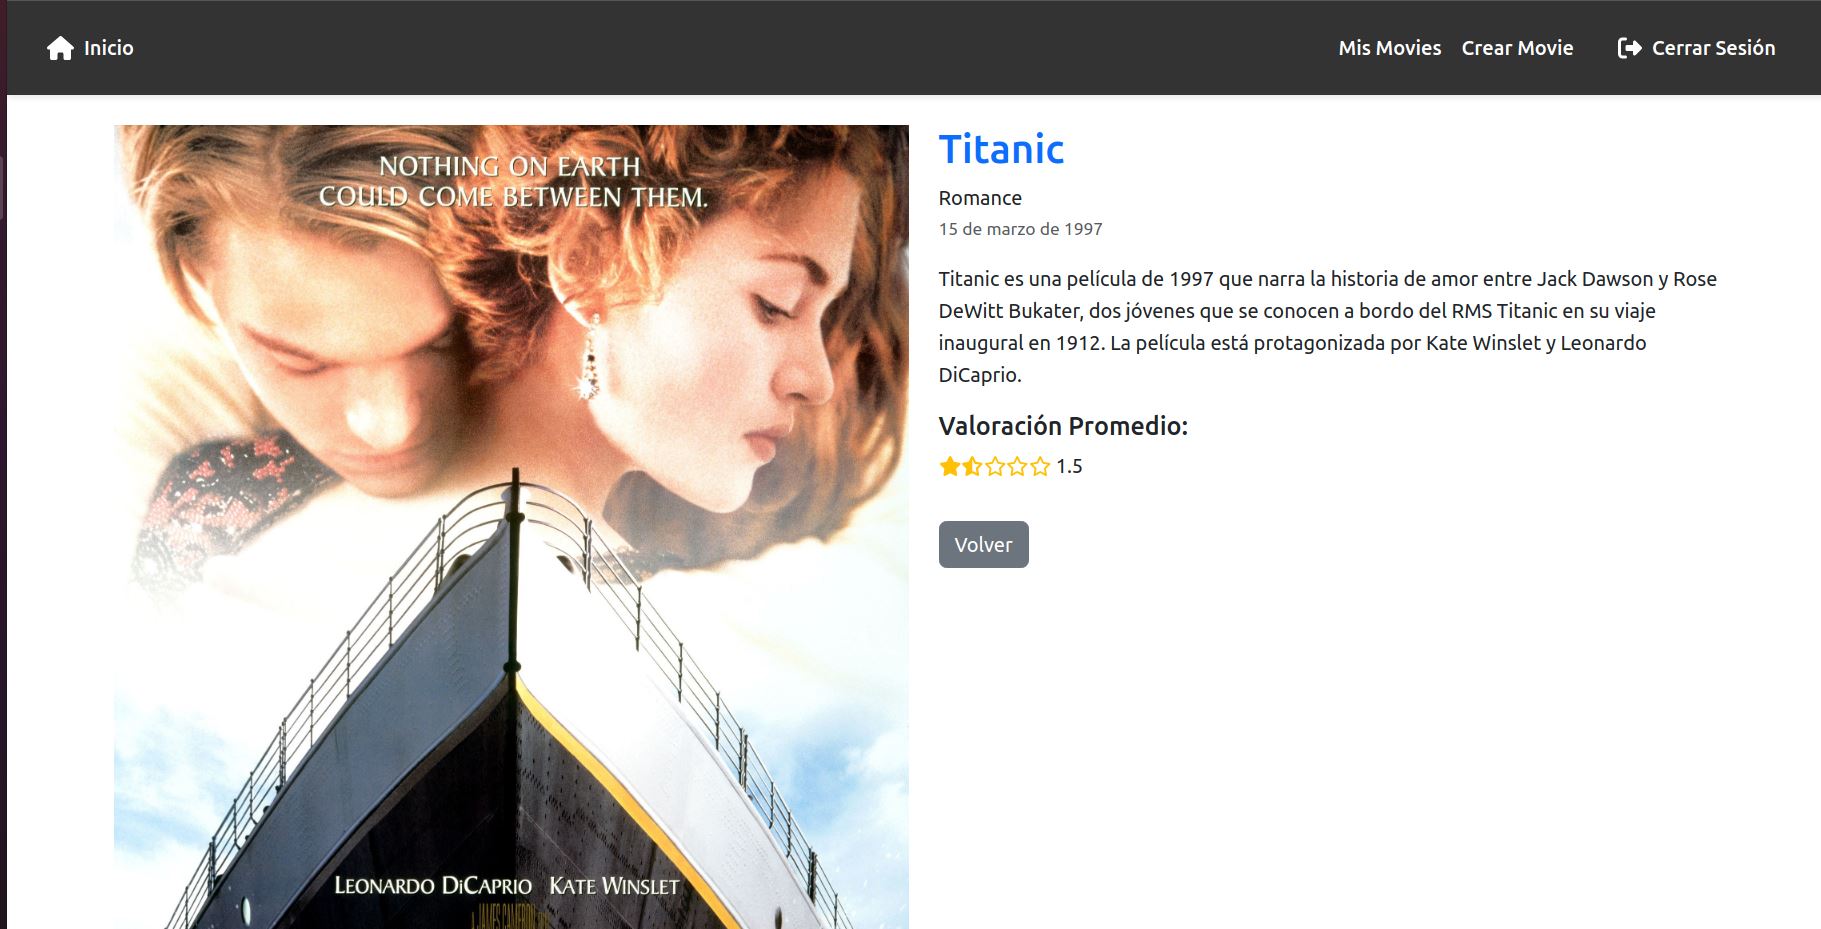 Inicio
Mis Movies
Crear Movie
Cerrar Sesión
NOTHING ON EARTH
COULD COME BETWEEN THEM.
LEONARDO DICAPRIO KATE WINSLET
Titanic
Romance
15 de marzo de 1997
Titanic es una película de 1997 que narra la historia de amor entre Jack Dawson y Rose
DeWitt Bukater, dos jóvenes que se conocen a bordo del RMS Titanic en su viaje
inaugural en 1912. La película está protagonizada por Kate Winslet y Leonardo
DiCaprio.
Valoración Promedio:
1.5
Volver